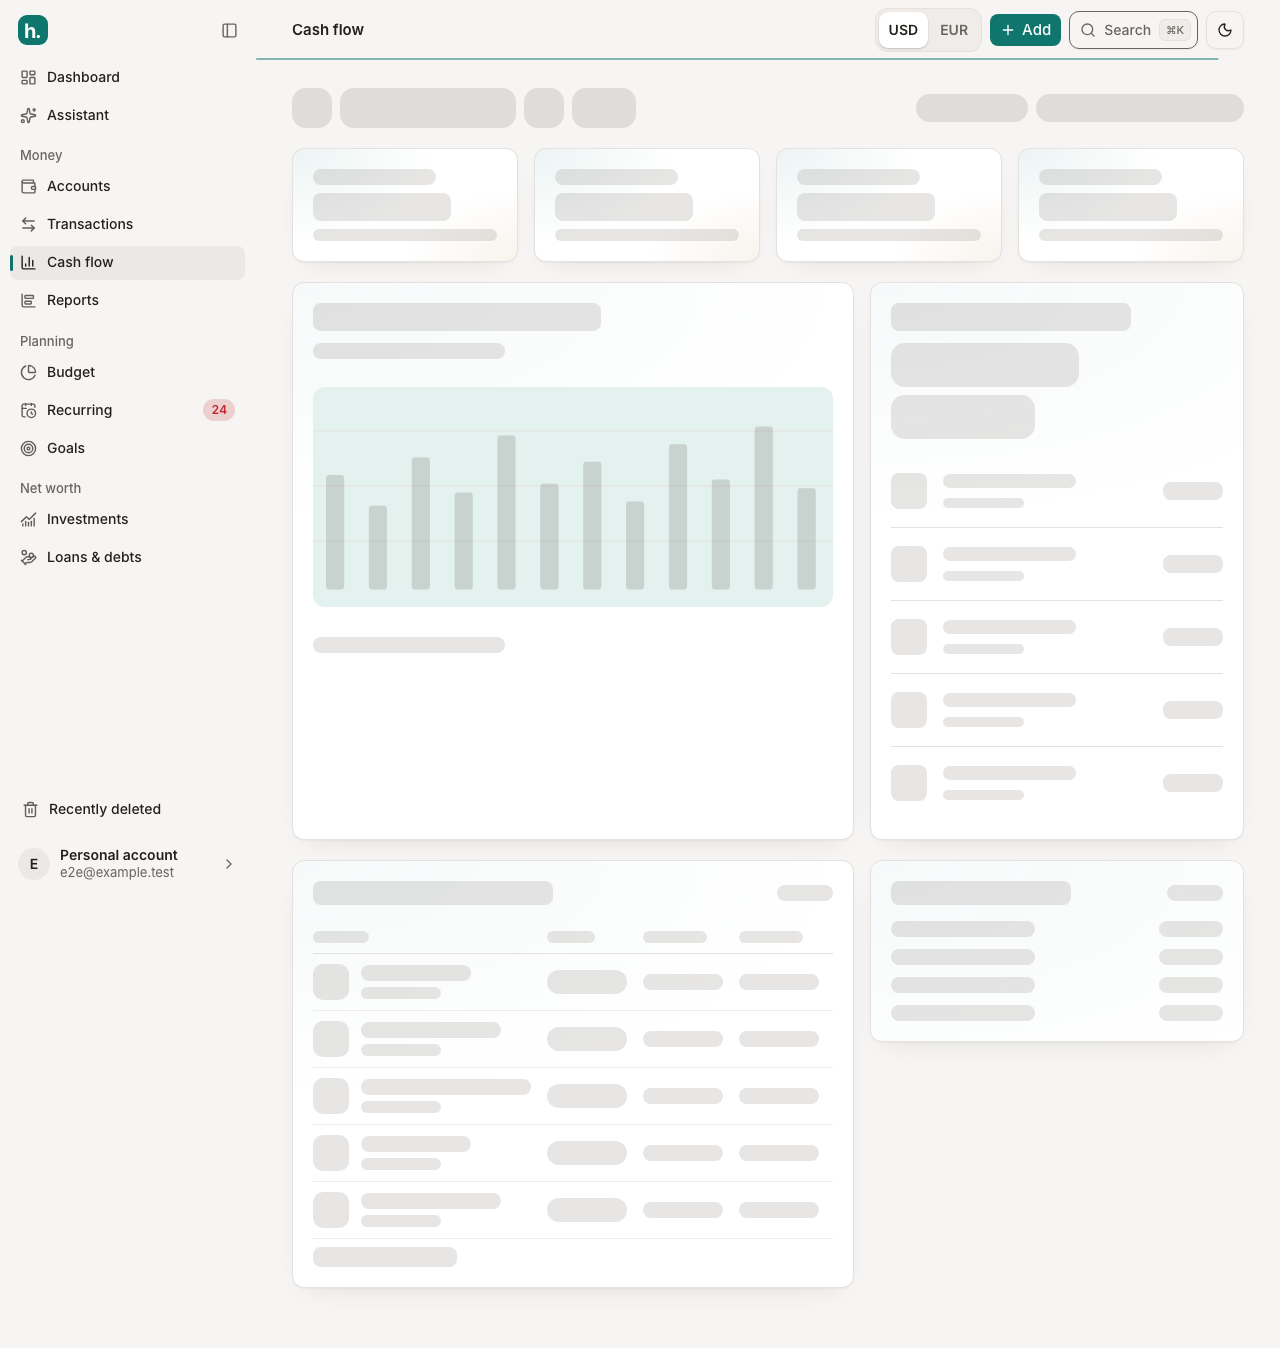 h.
Cash flow
USD
EUR
Add
Search
⌘K
Dashboard
Assistant
Money
Accounts
Transactions
Cash flow
Reports
Planning
Budget
Recurring
24
Goals
Net worth
Investments
Loans & debts
Recently deleted
E
Personal account
e2e@example.test